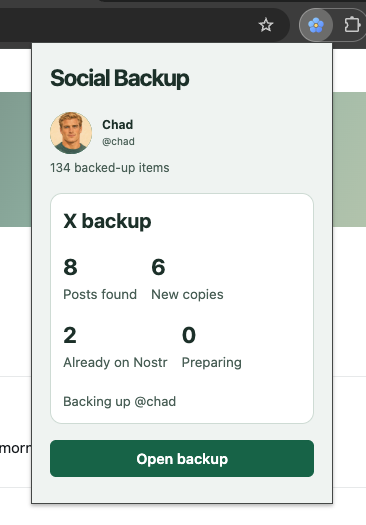 Social Backup
Chad
@chad
134 backed-up items
X backup
8 6
Posts found New copies
2 0
Already on Nostr Preparing
Backing up @chad
morn
Open backup